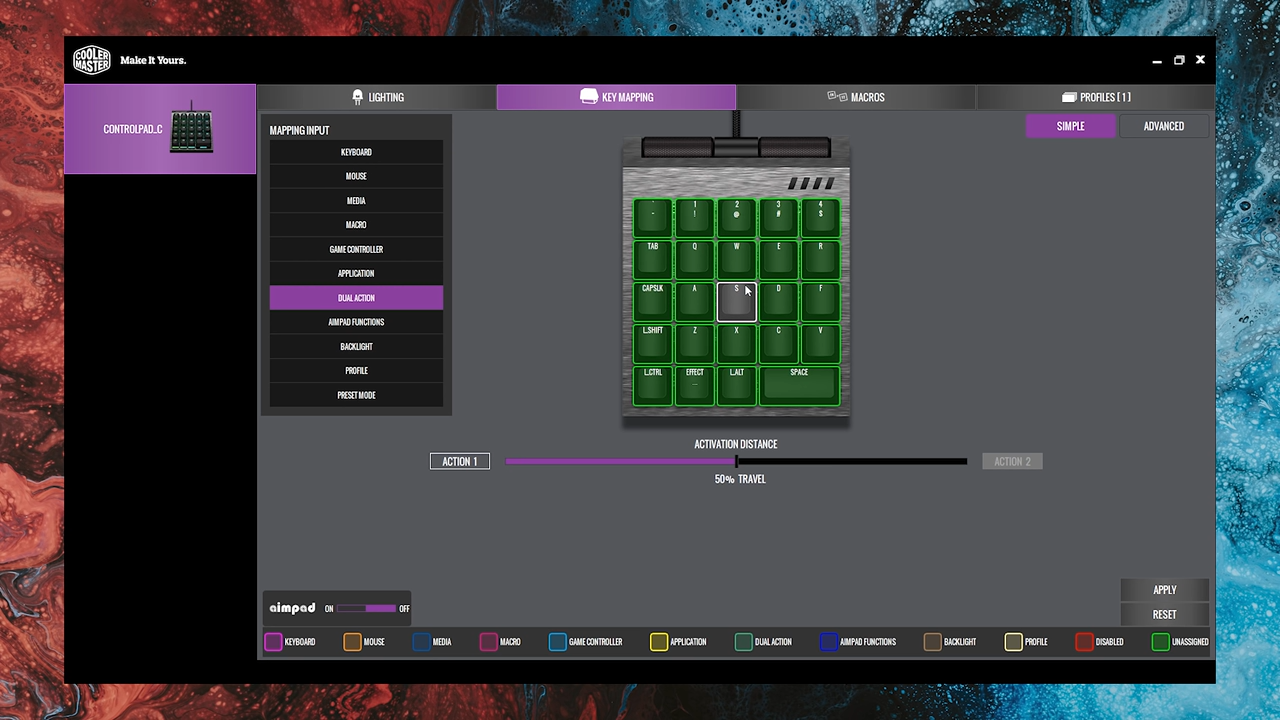 COOLER MASTER
Make It Yours.
CONTROLPAD_C
LIGHTING
KEY MAPPING
MACROS
PROFILES [ 1 ]
SIMPLE
ADVANCED
MAPPING INPUT
KEYBOARD
MOUSE
MEDIA
MACRO
GAME CONTROLLER
APPLICATION
DUAL ACTION
AIMPAD FUNCTIONS
BACKLIGHT
PROFILE
PRESET MODE
1 2 3 4
- ! @ # $
TAB Q W E R
CAPSLK A S D F
L.SHIFT Z X C V
L.CTRL EFFECT L.ALT SPACE
ACTIVATION DISTANCE
ACTION 1
ACTION 2
50% TRAVEL
aimpad ON OFF
APPLY
RESET
KEYBOARD MOUSE MEDIA MACRO GAME CONTROLLER APPLICATION DUAL ACTION AIMPAD FUNCTIONS BACKLIGHT PROFILE DISABLED UNASSIGNED